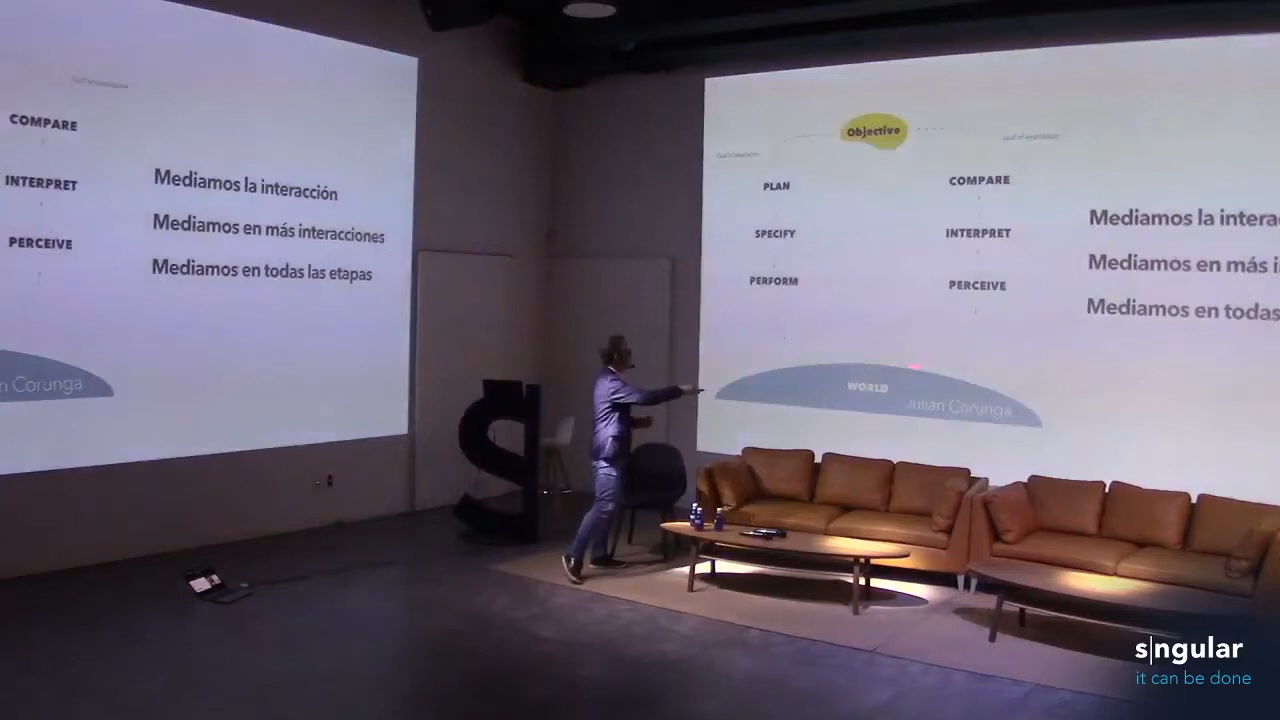 COMPARE
INTERPRET
PERCEIVE
Mediamos la interacción
Mediamos en más interacciones
Mediamos en todas las etapas
Corunga
Objective
PLAN
SPECIFY
PERFORM
COMPARE
INTERPRET
PERCEIVE
Mediamos la
Mediamos en más
Mediamos en todas
WORLD
Julian Corunga
s|ngular
it can be done